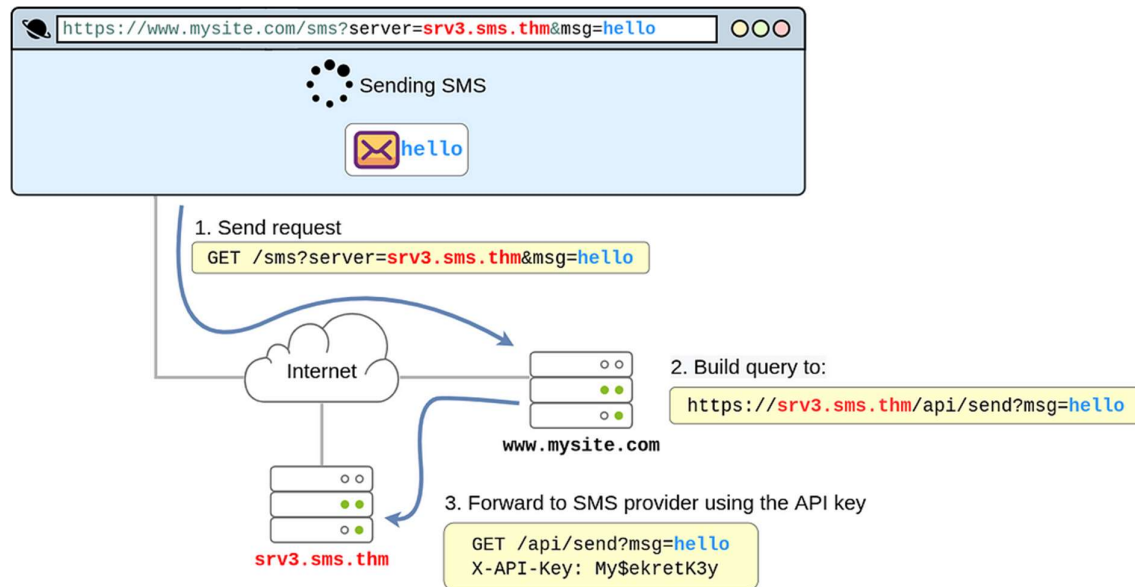 https://www.mysite.com/sms?server=srv3.sms.thm&msg=hello
Sending SMS
hello
1. Send request
GET /sms?server=srv3.sms.thm&msg=hello
Internet
2. Build query to:
https://srv3.sms.thm/api/send?msg=hello
www.mysite.com
3. Forward to SMS provider using the API key
GET /api/send?msg=hello
X-API-Key: My$ekretK3y
srv3.sms.thm